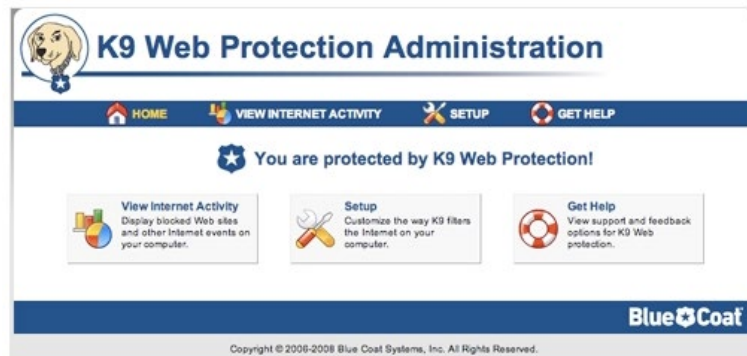 K9 Web Protection Administration
HOME
VIEW INTERNET ACTIVITY
SETUP
GET HELP
You are protected by K9 Web Protection!
View Internet Activity
Display blocked Web sites
and other Internet events on
your computer.
Setup
Customize the way K9 filters
the Internet on your
computer.
Get Help
View support and feedback
options for K9 Web
protection.
Blue Coat
Copyright © 2006-2008 Blue Coat Systems, Inc. All Rights Reserved.